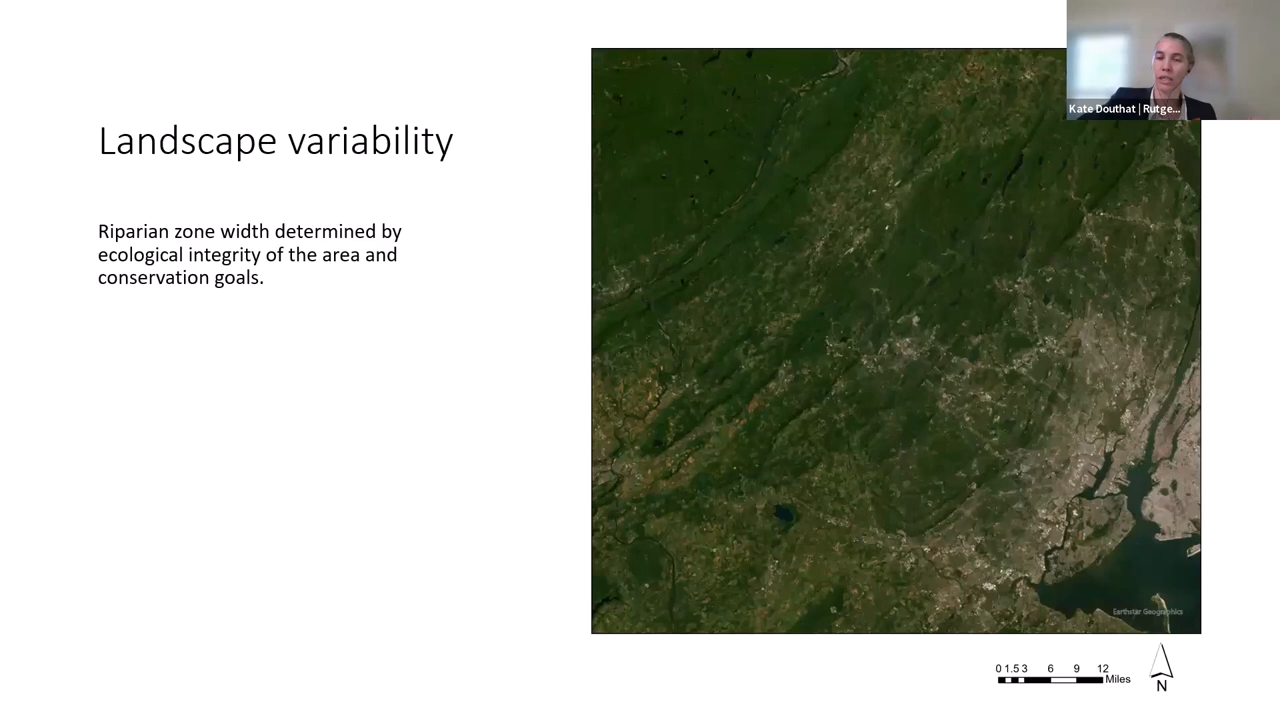 Kate Douthat | Rutge...
Landscape variability
Riparian zone width determined by
ecological integrity of the area and
conservation goals.
Earthstar Geographics
0 1.5 3 6 9 12
Miles
N